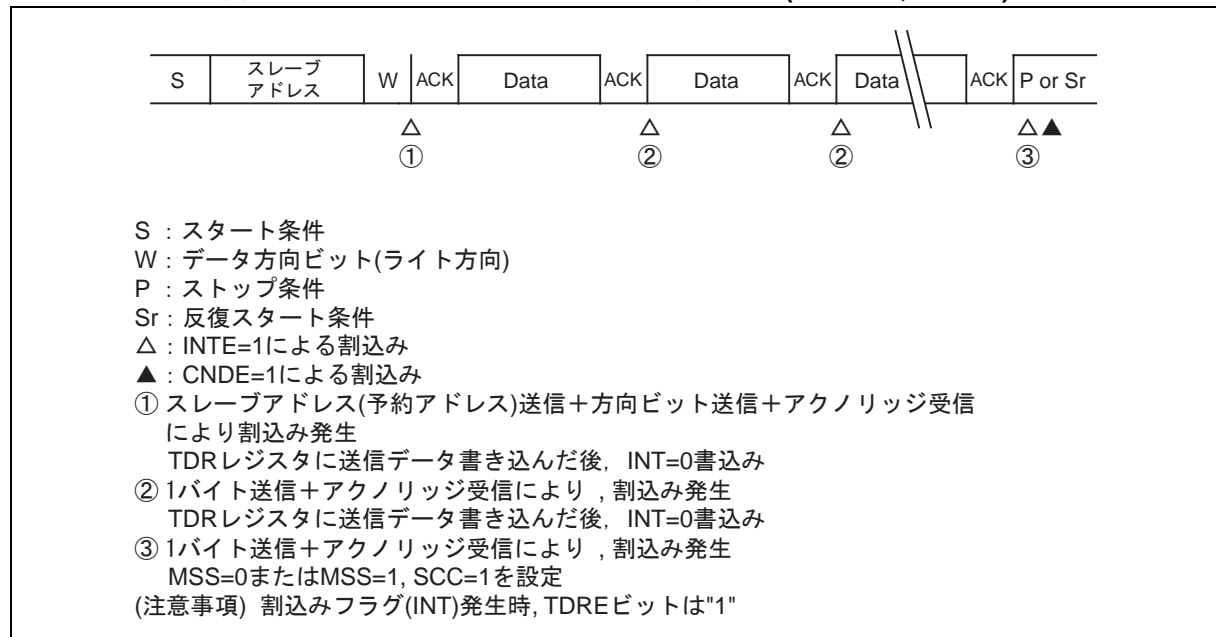 S スレーブ アドレス W ACK Data ACK Data ACK Data ACK P or Sr
△ △ △ △▲
① ② ② ③
S ：スタート条件
W：データ方向ビット(ライト方向)
P ：ストップ条件
Sr：反復スタート条件
△：INTE=1による割込み
▲：CNDE=1による割込み
① スレーブアドレス(予約アドレス)送信＋方向ビット送信＋アクノリッジ受信
により割込み発生
TDRレジスタに送信データ書き込んだ後, INT=0書込み
② 1バイト送信＋アクノリッジ受信により , 割込み発生
TDRレジスタに送信データ書き込んだ後, INT=0書込み
③ 1バイト送信＋アクノリッジ受信により , 割込み発生
MSS=0またはMSS=1, SCC=1を設定
(注意事項) 割込みフラグ(INT)発生時, TDREビットは"1"